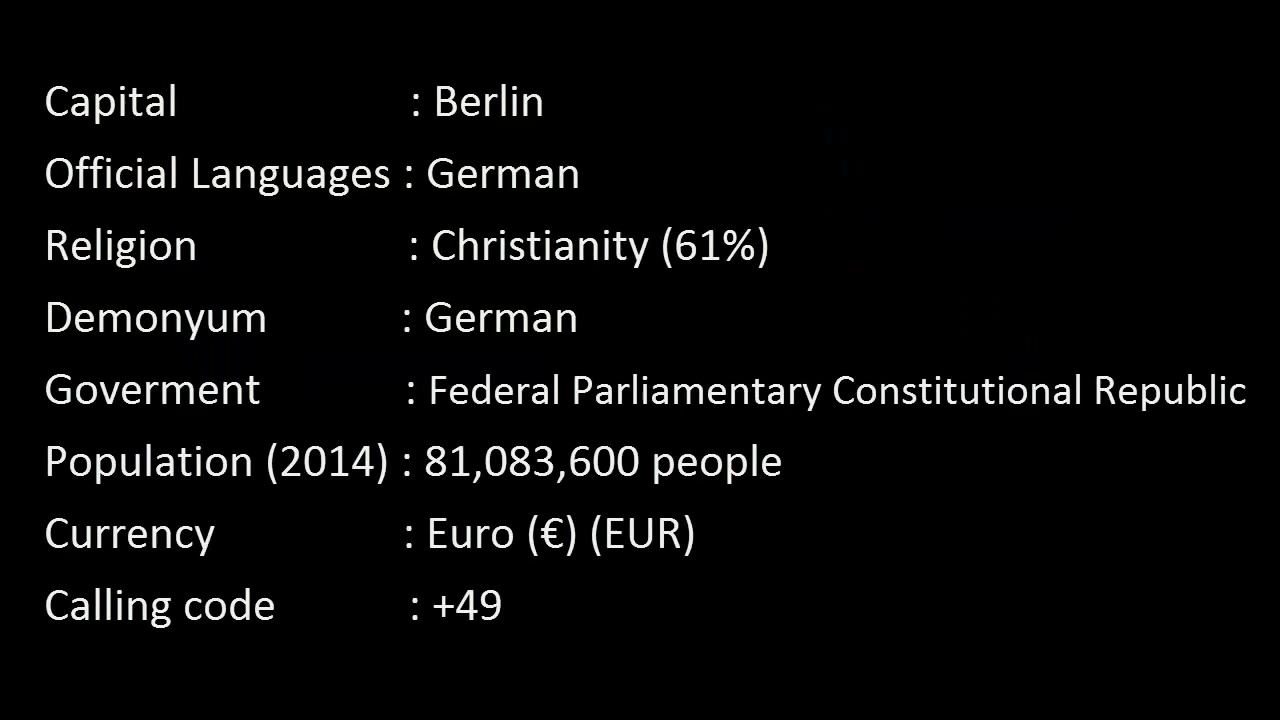 Capital : Berlin
Official Languages : German
Religion : Christianity (61%)
Demonyum : German
Goverment : Federal Parliamentary Constitutional Republic
Population (2014) : 81,083,600 people
Currency : Euro (€) (EUR)
Calling code : +49